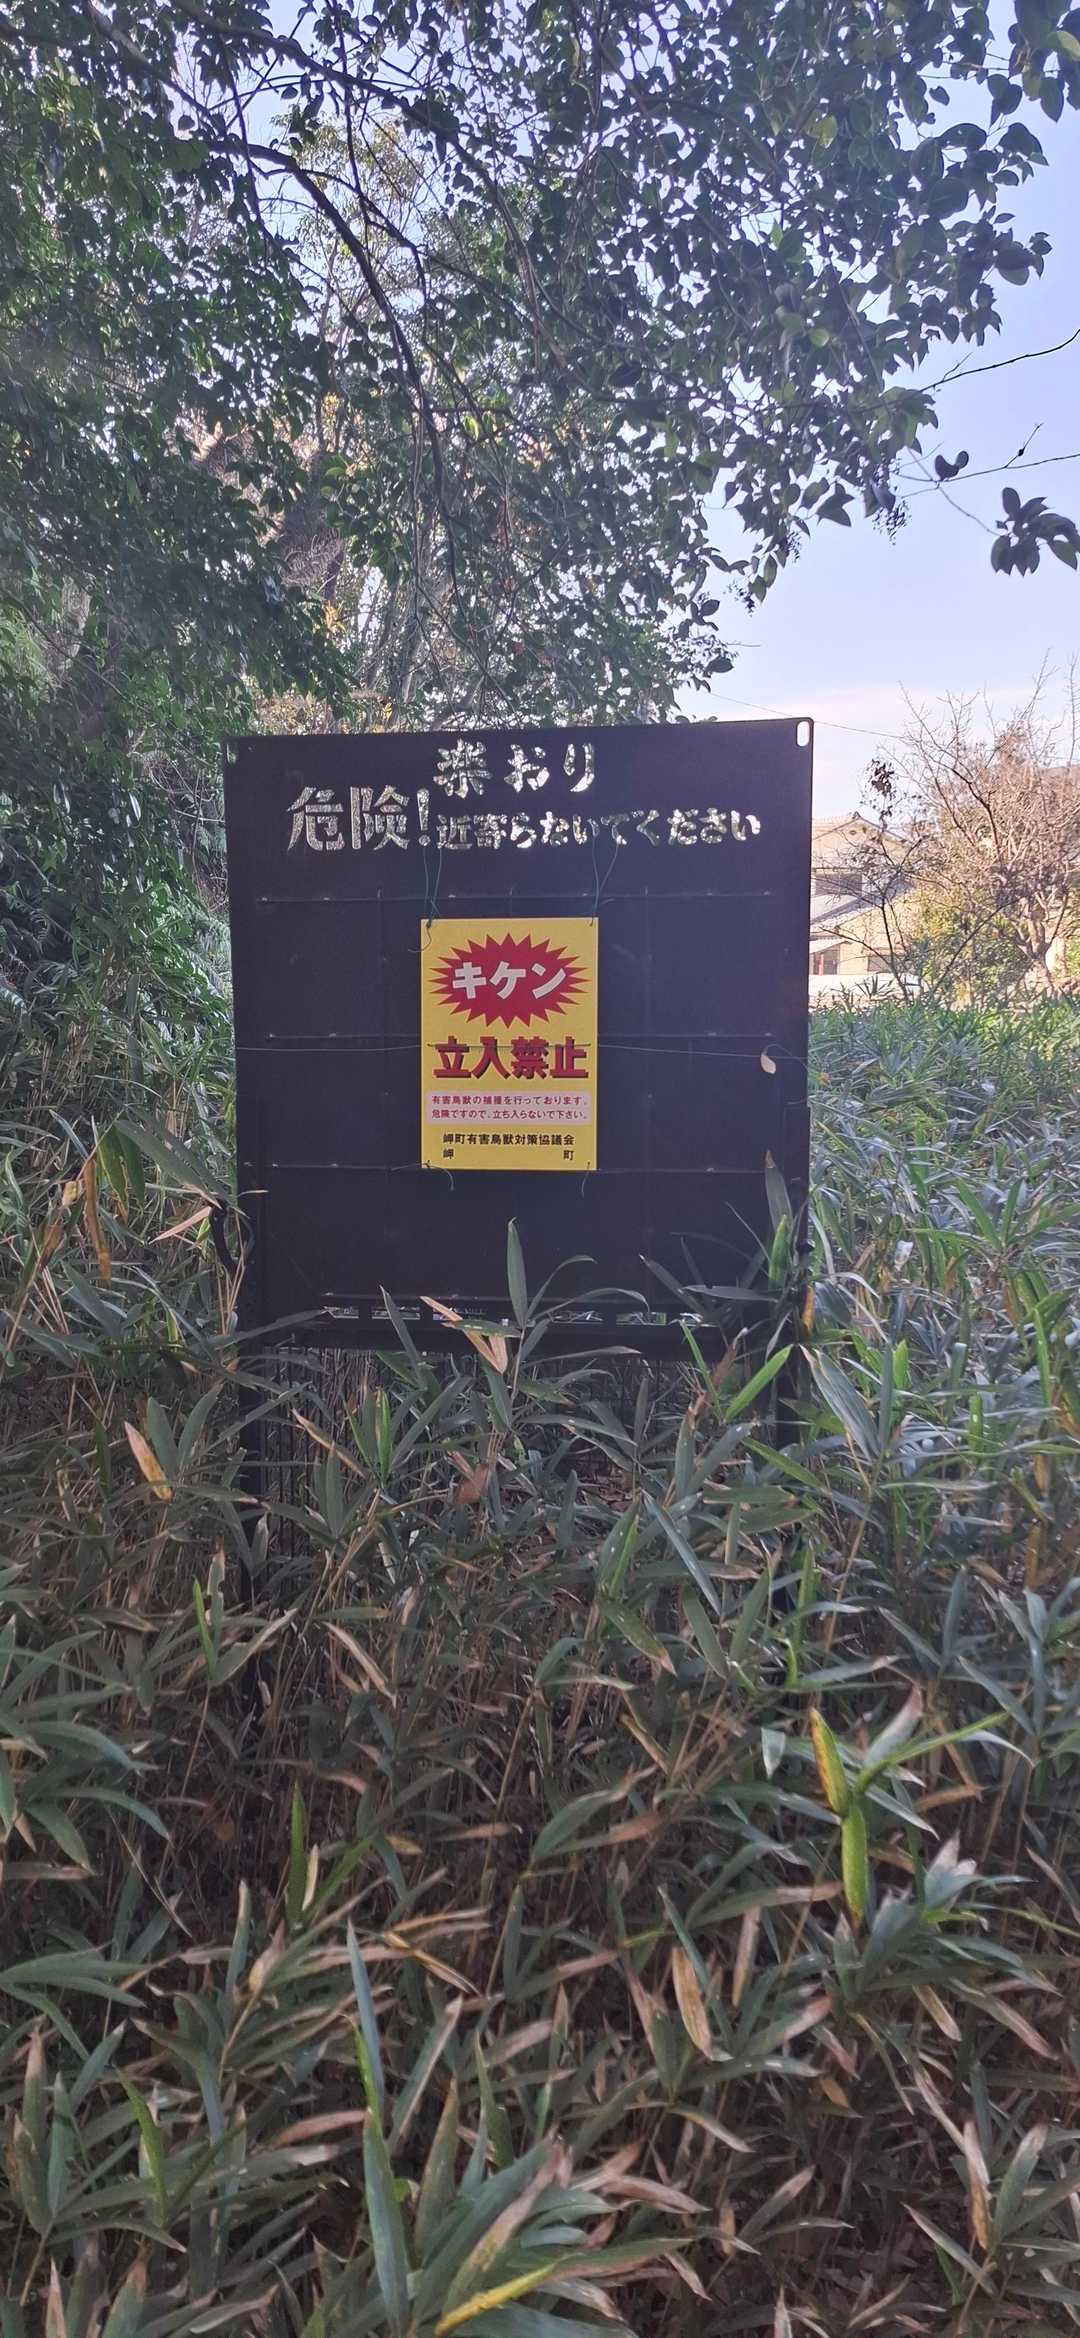 楽おり
危険!近寄らないでください
キケン
立入禁止
有害鳥獣の捕獲を行っております。
危険ですので、立ち入らないで下さい。
岬町有害鳥獣対策協議会
岬町